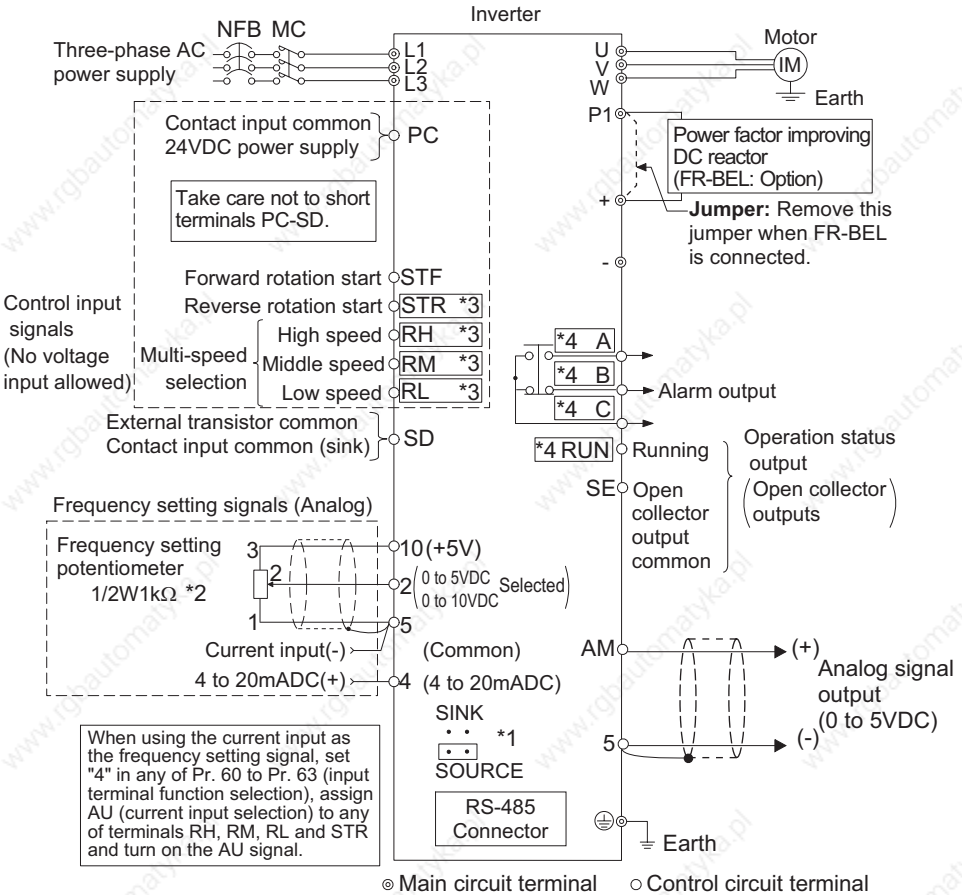 Inverter
NFB MC
Three-phase AC
power supply
L1
L2
L3
U
V
W
Motor
IM
Earth
P1
Power factor improving
DC reactor
(FR-BEL: Option)
+
Jumper: Remove this
jumper when FR-BEL
is connected.
-
Contact input common
24VDC power supply
PC
Take care not to short
terminals PC-SD.
Control input
signals
(No voltage
input allowed)
Forward rotation start
STF
Reverse rotation start
STR *3
Multi-speed
selection
High speed
RH *3
Middle speed
RM *3
Low speed
RL *3
External transistor common
Contact input common (sink)
SD
*4 A
*4 B
*4 C
Alarm output
*4 RUN
Running
SE
Open
collector
output
common
Operation status
output
(Open collector
outputs)
Frequency setting signals (Analog)
Frequency setting
potentiometer
1/2W1kΩ *2
3
2
1
10(+5V)
2
(0 to 5VDC
0 to 10VDC
Selected)
5
Current input(-)
(Common)
4 to 20mADC(+)
4 (4 to 20mADC)
SINK
*1
SOURCE
RS-485
Connector
AM
(+)
Analog signal
output
(0 to 5VDC)
5
(-)
Earth
When using the current input as
the frequency setting signal, set
"4" in any of Pr. 60 to Pr. 63 (input
terminal function selection), assign
AU (current input selection) to any
of terminals RH, RM, RL and STR
and turn on the AU signal.
Main circuit terminal
Control circuit terminal
www.rgbautomatyka.pl